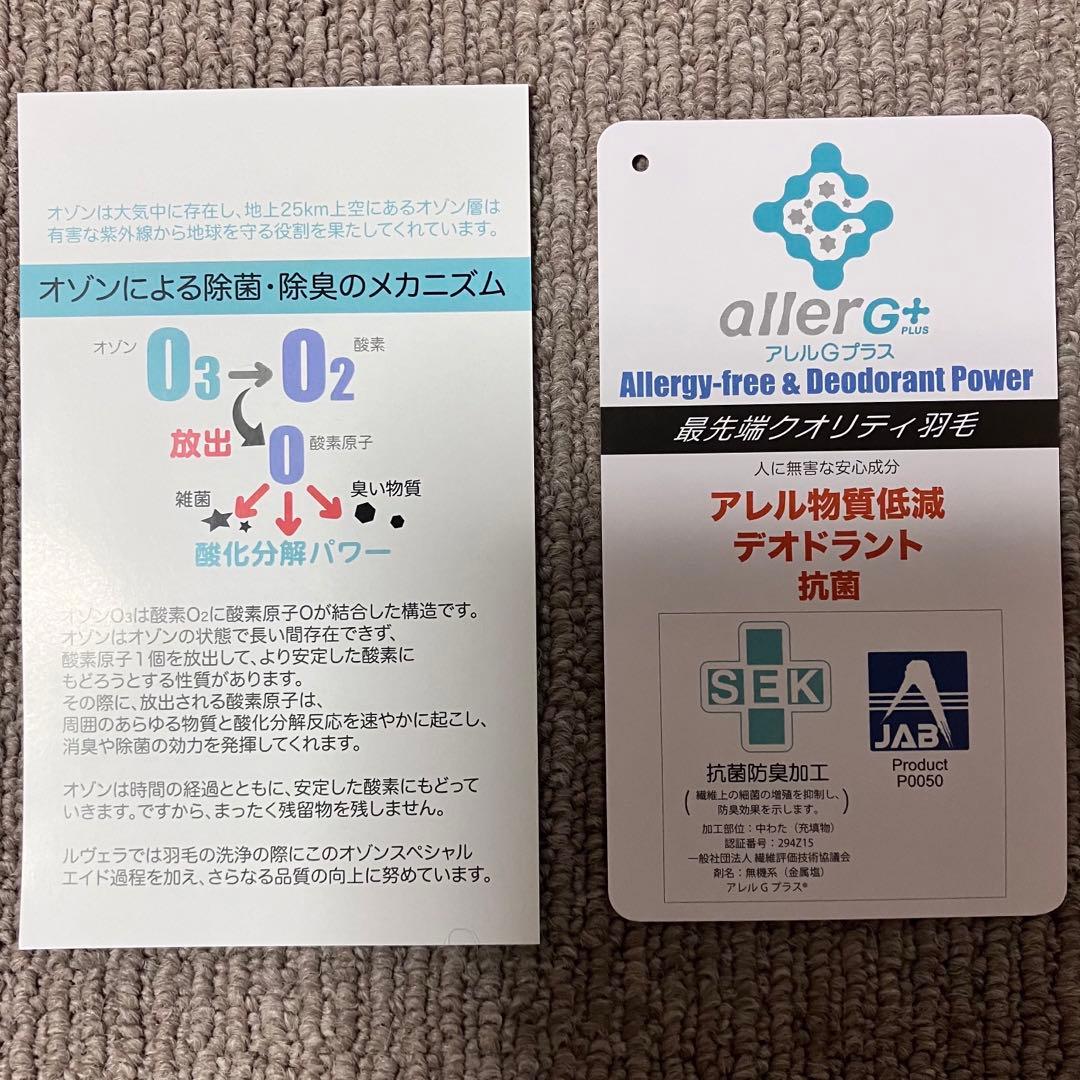 オゾンは大気中に存在し、地上25km上空にあるオゾン層は
有害な紫外線から地球を守る役割を果たしてくれています。
オゾンによる除菌・除臭のメカニズム
オゾン O3 → O2 酸素
放出 O 酸素原子
雑菌 臭い物質
酸化分解パワー
オゾンO3は酸素O2に酸素原子Oが結合した構造です。
オゾンはオゾンの状態で長い間存在できず、
酸素原子1個を放出して、より安定した酸素に
もどろうとする性質があります。
その際に、放出される酸素原子は、
周囲のあらゆる物質と酸化分解反応を速やかに起こし、
消臭や除菌の効力を発揮してくれます。
オゾンは時間の経過とともに、安定した酸素にもどって
いきます。ですから、まったく残留物を残しません。
ルヴェラでは羽毛の洗浄の際にこのオゾンスペシャル
エイド過程を加え、さらなる品質の向上に努めています。
allerG+
PLUS
アレルGプラス
Allergy-free & Deodorant Power
最先端クオリティ羽毛
人に無害な安心成分
アレル物質低減
デオドラント
抗菌
SEK
JAB
Product
P0050
抗菌防臭加工
(繊維上の細菌の増殖を抑制し、
防臭効果を示します。)
加工部位：中わた（充填物）
認証番号：294Z15
一般社団法人 繊維評価技術協議会
剤名：無機系（金属塩）
アレルGプラス®